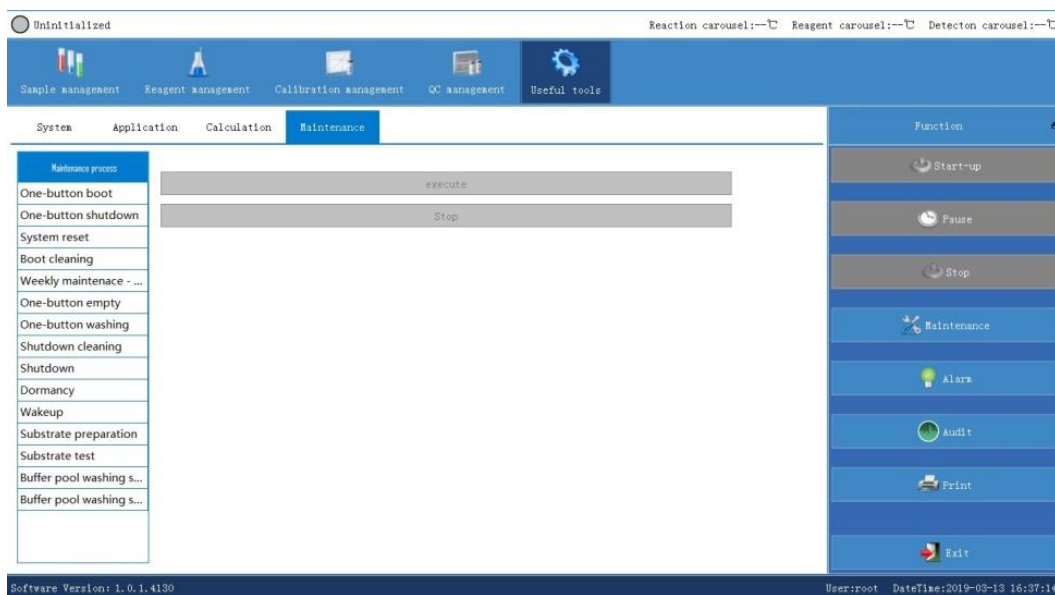 Uninitialized
Reaction carousel:--℃ Reagent carousel:--℃ Detecton carousel:--℃
Sample management Reagent management Calibration management QC management Useful tools
System Application Calculation Maintenance
Function
Maintenance process
One-button boot
One-button shutdown
System reset
Boot cleaning
Weekly maintenace - ...
One-button empty
One-button washing
Shutdown cleaning
Shutdown
Dormancy
Wakeup
Substrate preparation
Substrate test
Buffer pool washing s...
Buffer pool washing s...
execute
Stop
Start-up
Pause
Stop
Maintenance
Alarm
Audit
Print
Exit
Software Version: 1.0.1.4130
User:root DateTime:2019-03-13 16:37:14